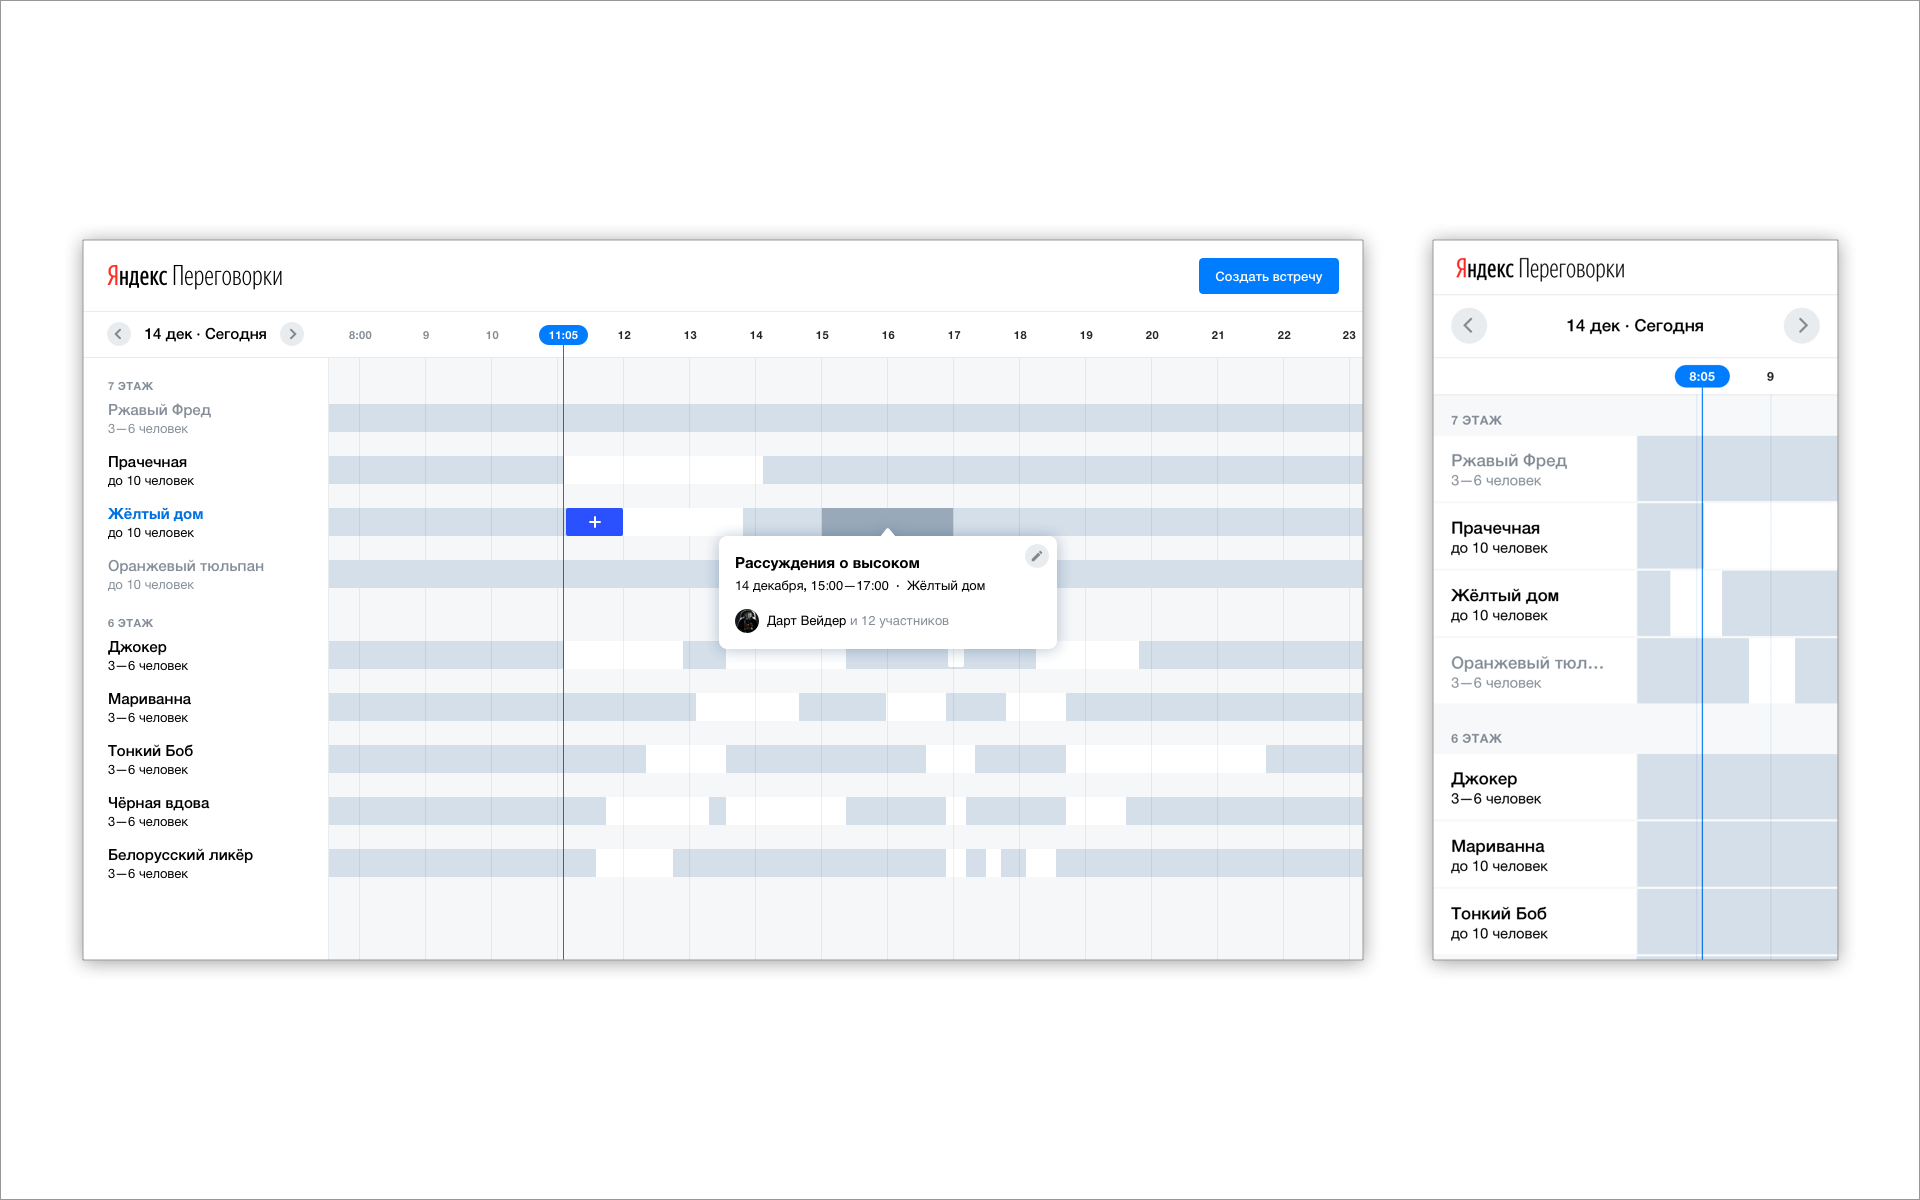 Яндекс Переговорки
Создать встречу
14 дек · Сегодня
8:00 9 10 11:05 12 13 14 15 16 17 18 19 20 21 22 23
7 ЭТАЖ
Ржавый Фред
3—6 человек
Прачечная
до 10 человек
Жёлтый дом
до 10 человек
Оранжевый тюльпан
до 10 человек
6 ЭТАЖ
Джокер
3—6 человек
Мариванна
3—6 человек
Тонкий Боб
3—6 человек
Чёрная вдова
3—6 человек
Белорусский ликёр
3—6 человек
Рассуждения о высоком
14 декабря, 15:00—17:00 · Жёлтый дом
Дарт Вейдер и 12 участников
Яндекс Переговорки
14 дек · Сегодня
8:05 9
7 ЭТАЖ
Ржавый Фред
3—6 человек
Прачечная
до 10 человек
Жёлтый дом
до 10 человек
Оранжевый тюл...
3—6 человек
6 ЭТАЖ
Джокер
3—6 человек
Мариванна
до 10 человек
Тонкий Боб
до 10 человек